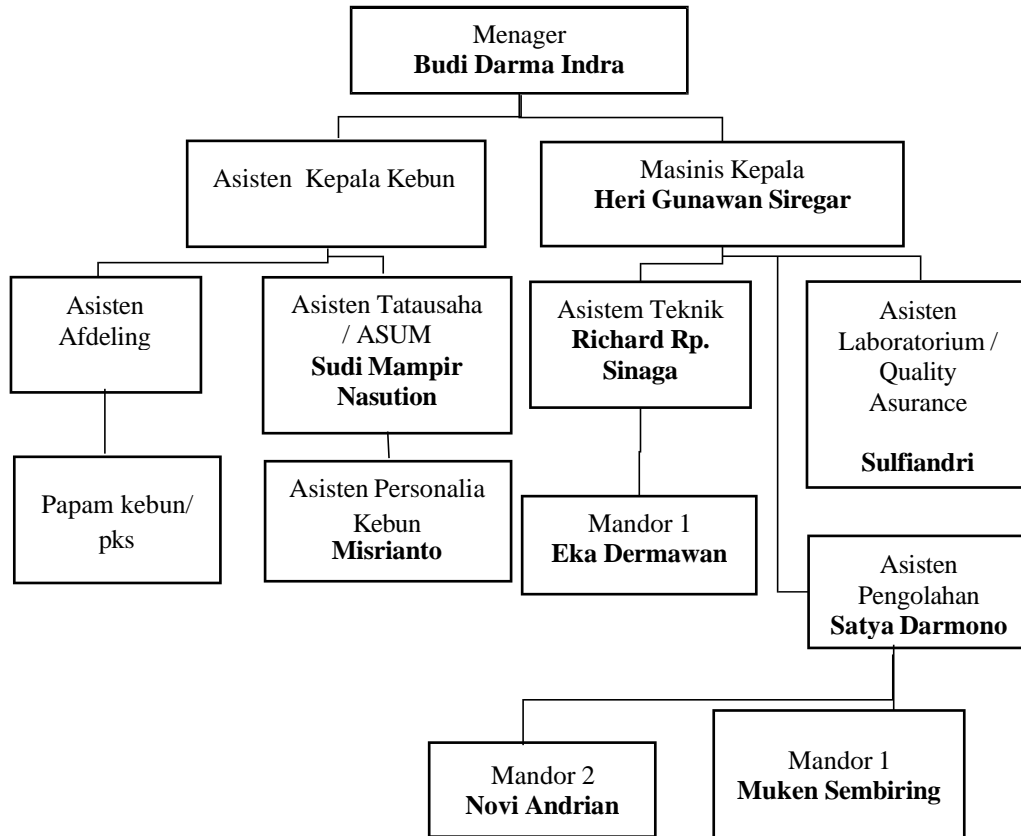 Menager
Budi Darma Indra
Asisten  Kepala Kebun
Masinis Kepala
Heri Gunawan Siregar
Asisten
Afdeling
Asisten Tatausaha
/ ASUM
Sudi Mampir
Nasution
Asistem Teknik
Richard Rp.
Sinaga
Asisten
Laboratorium /
Quality
Asurance
Sulfiandri
Papam kebun/
pks
Asisten Personalia
Kebun
Misrianto
Mandor 1
Eka Dermawan
Asisten
Pengolahan
Satya Darmono
Mandor 2
Novi Andrian
Mandor 1
Muken Sembiring